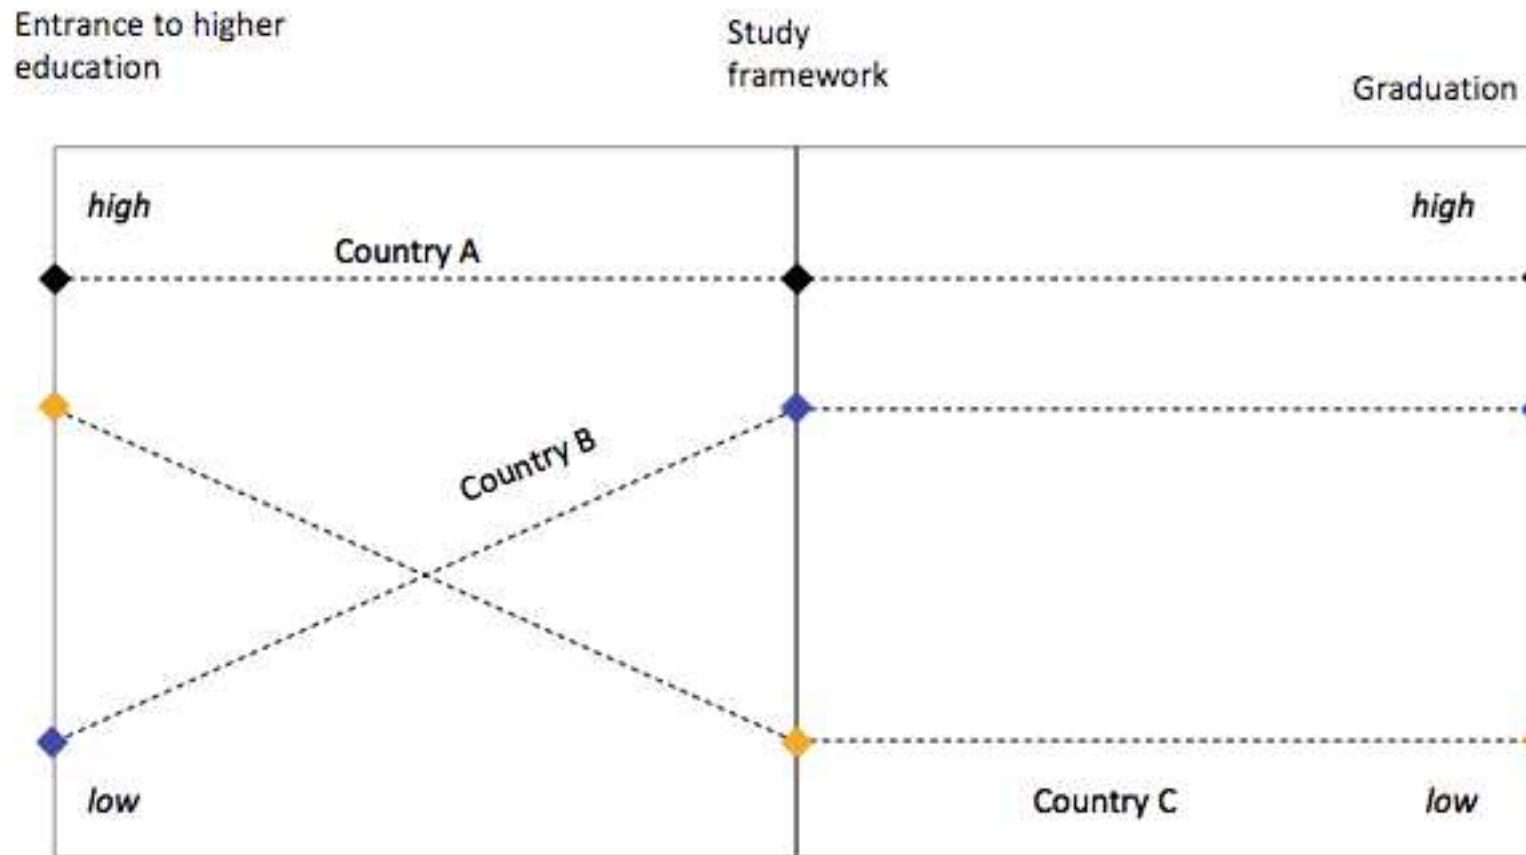 Entrance to higher
education
Study
framework
Graduation
high
high
Country A
Country B
low
Country C
low